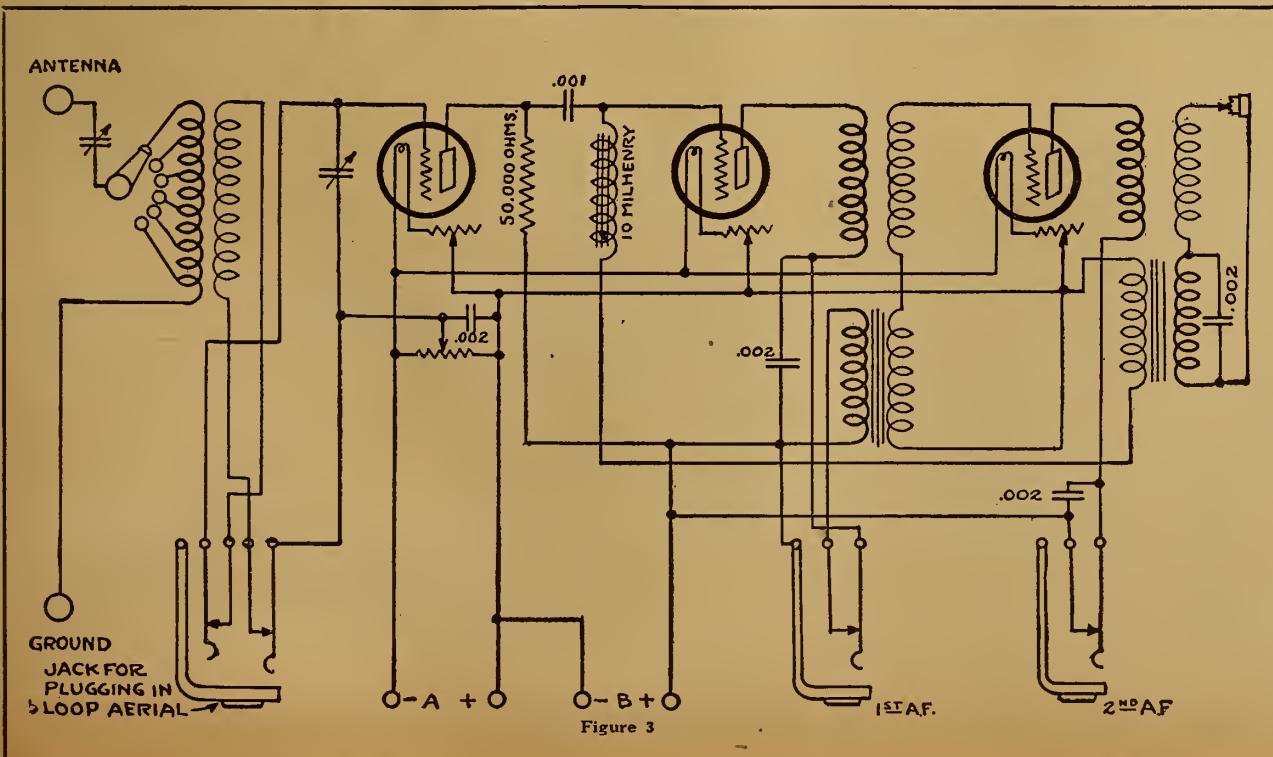 ANTENNA
.001
50.000 OHMS.
10 MILHENRY
.002
.002
.002
.002
GROUND
JACK FOR
PLUGGING IN
LOOP AERIAL
- A +
- B +
1ST A.F.
2ND A.F
Figure 3